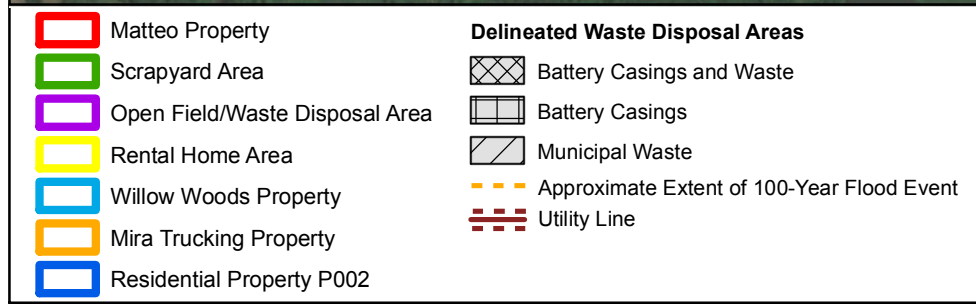 Matteo Property
Scrapyard Area
Open Field/Waste Disposal Area
Rental Home Area
Willow Woods Property
Mira Trucking Property
Residential Property P002
Delineated Waste Disposal Areas
Battery Casings and Waste
Battery Casings
Municipal Waste
Approximate Extent of 100-Year Flood Event
Utility Line